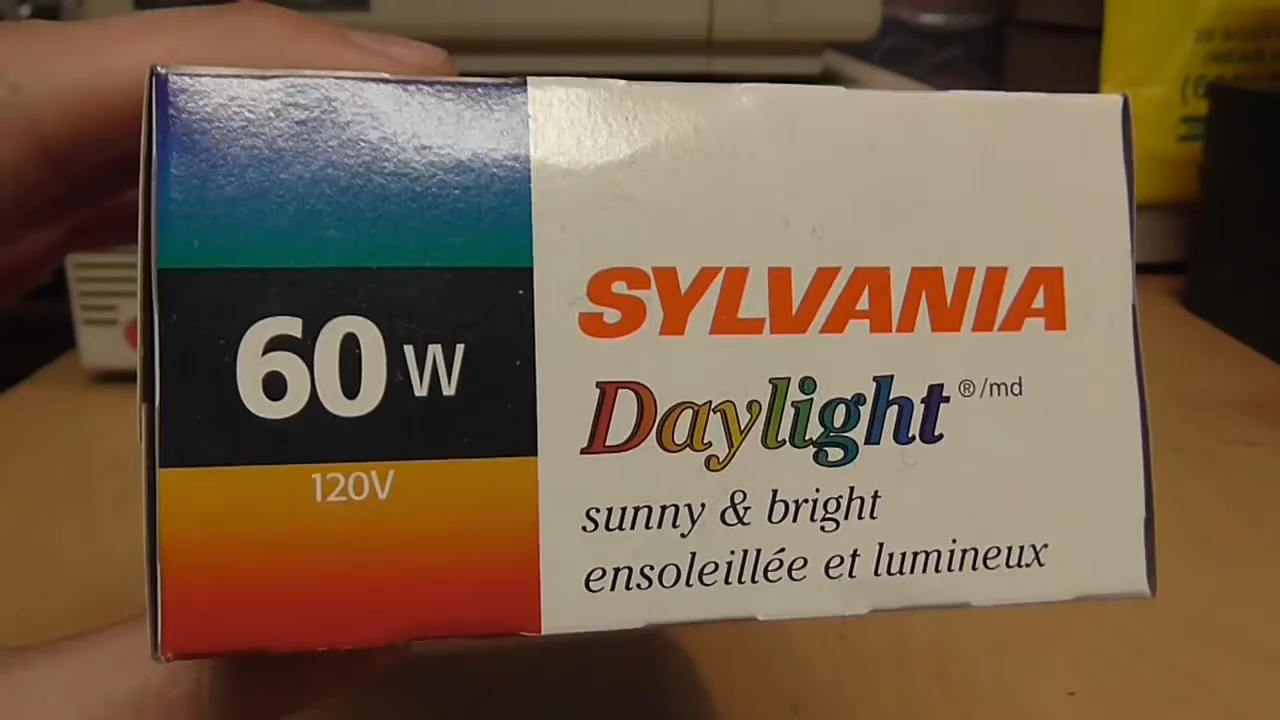 60 W
120V
SYLVANIA
Daylight ®/md
sunny & bright
ensoleillée et lumineux